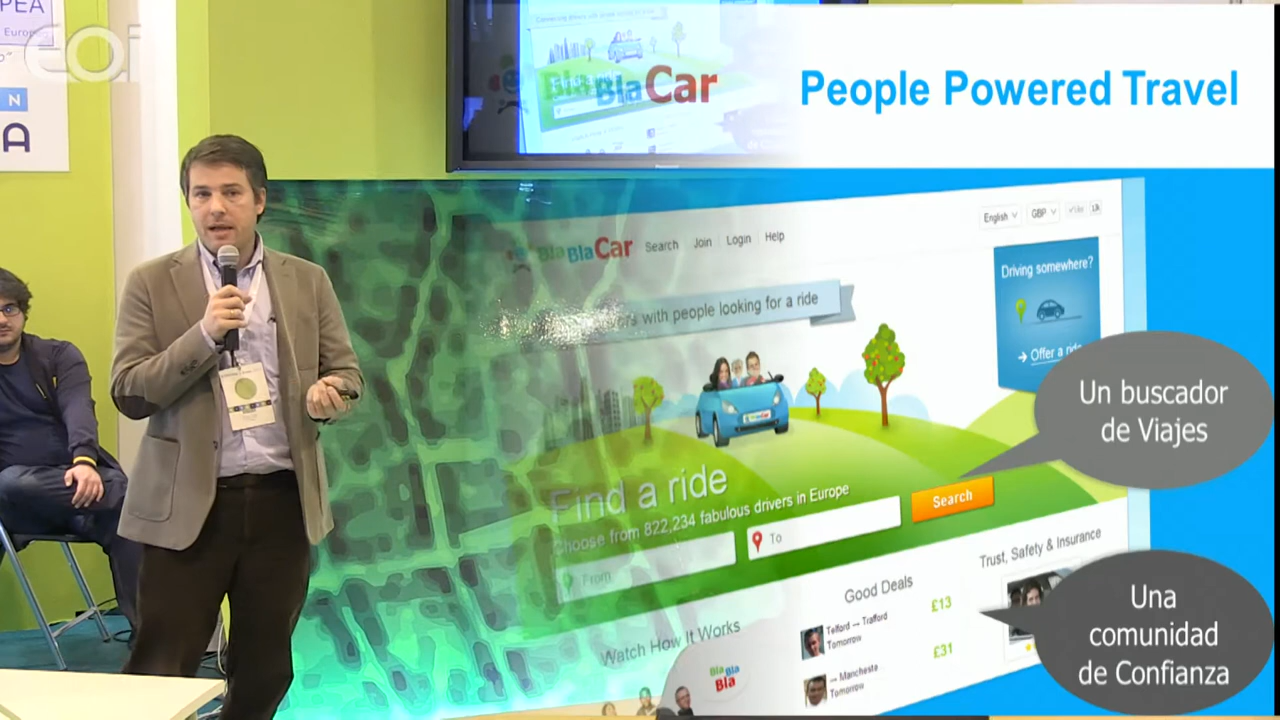 PEA
Europ
EOi
N
A
BlaBlaCar
People Powered Travel
English
GBP
BlaBlaCar
Search
Join
Login
Help
Driving somewhere?
→ Offer a ride
with people looking for a ride
Un buscador
de Viajes
Find a ride
Choose from 822,234 fabulous drivers in Europe
From
To
Search
Trust, Safety & Insurance
Good Deals
Telford → Trafford
Tomorrow
£13
→ Manchester
Tomorrow
£31
Watch How It Works
Bla Bla
Bla
Una
comunidad
de Confianza